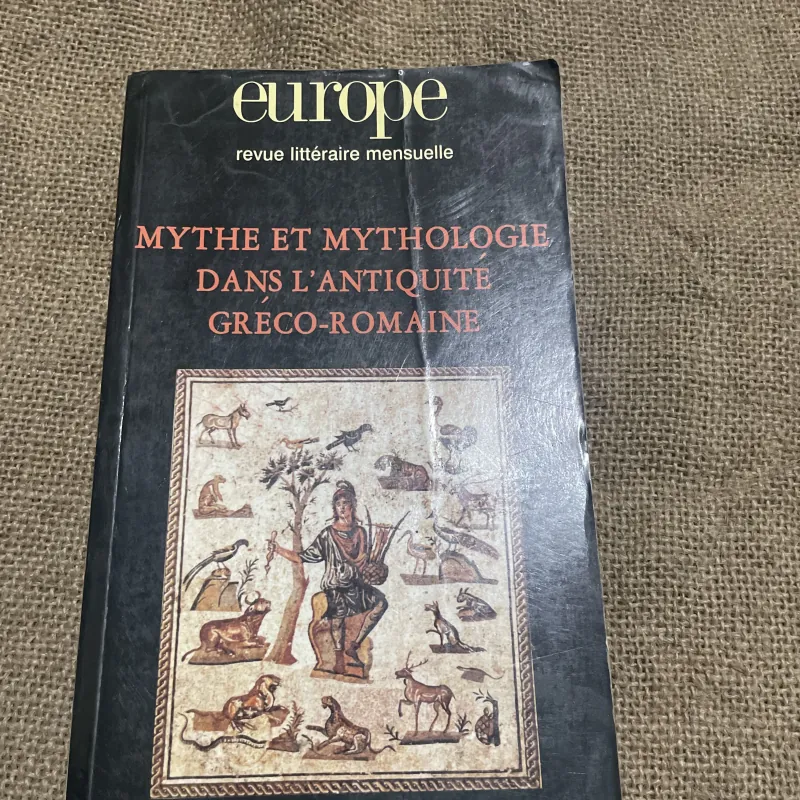 europe
revue littéraire mensuelle
MYTHE ET MYTHOLOGIE
DANS L'ANTIQUITÉ
GRÉCO-ROMAINE